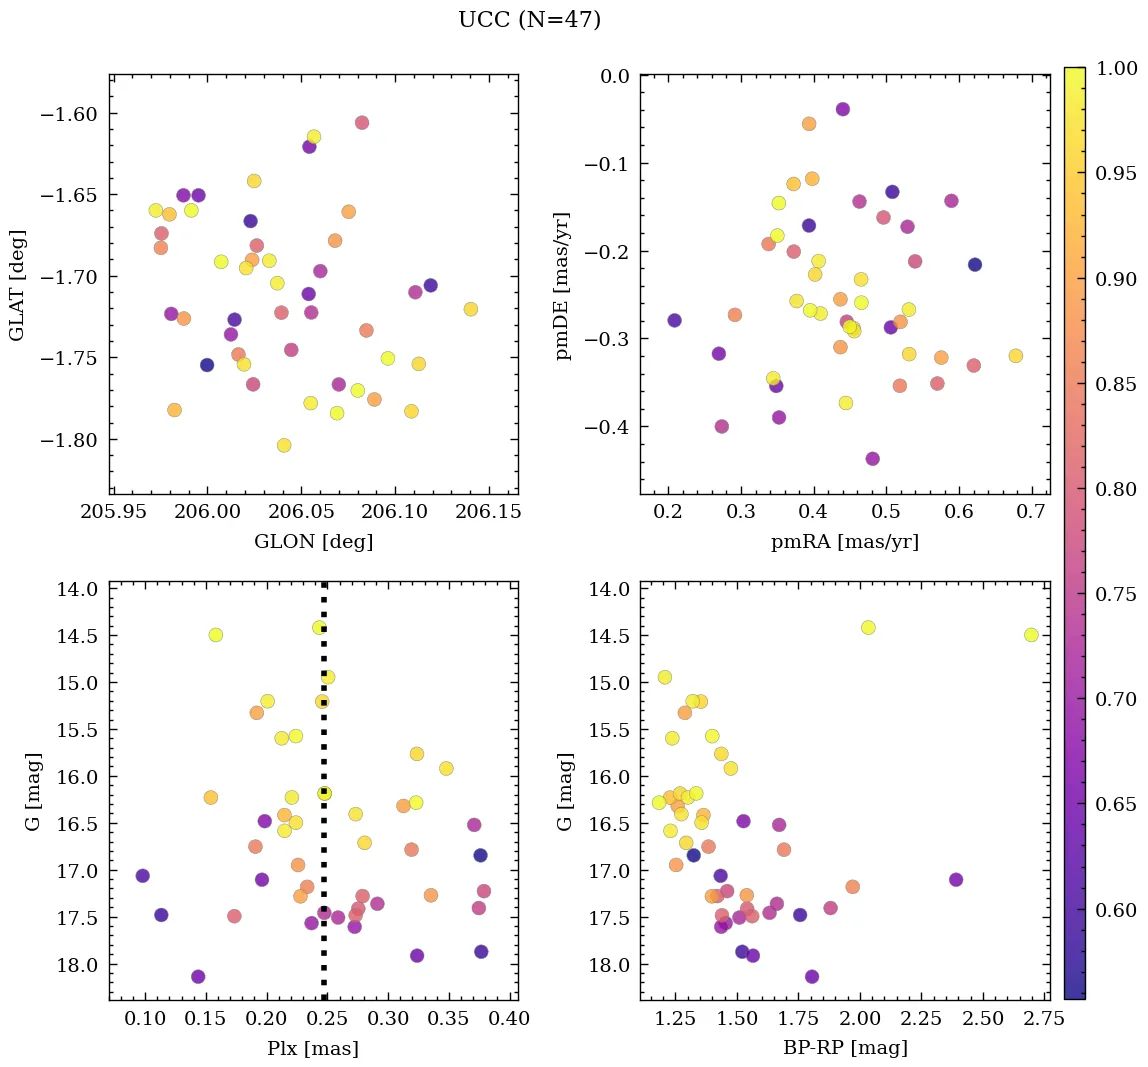 UCC (N=47)
−1.60
−1.65
−1.70
−1.75
−1.80
GLAT [deg]
205.95 206.00 206.05 206.10 206.15
GLON [deg]
0.0
−0.1
−0.2
−0.3
−0.4
pmDE [mas/yr]
0.2 0.3 0.4 0.5 0.6 0.7
pmRA [mas/yr]
1.00
0.95
0.90
0.85
0.80
0.75
0.70
0.65
0.60
14.0
14.5
15.0
15.5
16.0
16.5
17.0
17.5
18.0
G [mag]
0.10 0.15 0.20 0.25 0.30 0.35 0.40
Plx [mas]
14.0
14.5
15.0
15.5
16.0
16.5
17.0
17.5
18.0
G [mag]
1.25 1.50 1.75 2.00 2.25 2.50 2.75
BP-RP [mag]